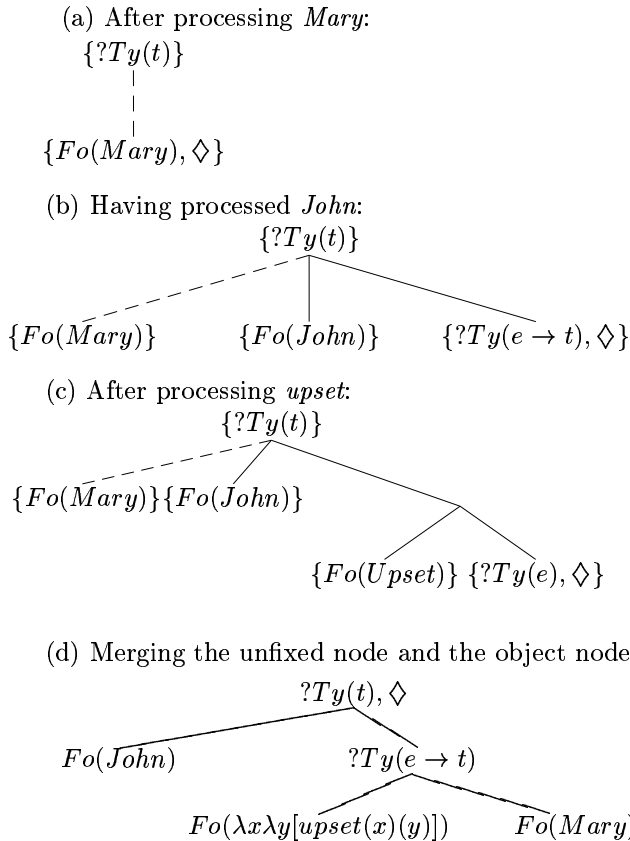 (a) After processing Mary:
{?Ty(t)}
{Fo(Mary), ◇}
(b) Having processed John:
{?Ty(t)}
{Fo(Mary)} {Fo(John)} {?Ty(e → t), ◇}
(c) After processing upset:
{?Ty(t)}
{Fo(Mary)} {Fo(John)}
{Fo(Upset)} {?Ty(e), ◇}
(d) Merging the unfixed node and the object node
?Ty(t), ◇
Fo(John) ?Ty(e → t)
Fo(λxλy[upset(x)(y)]) Fo(Mary)